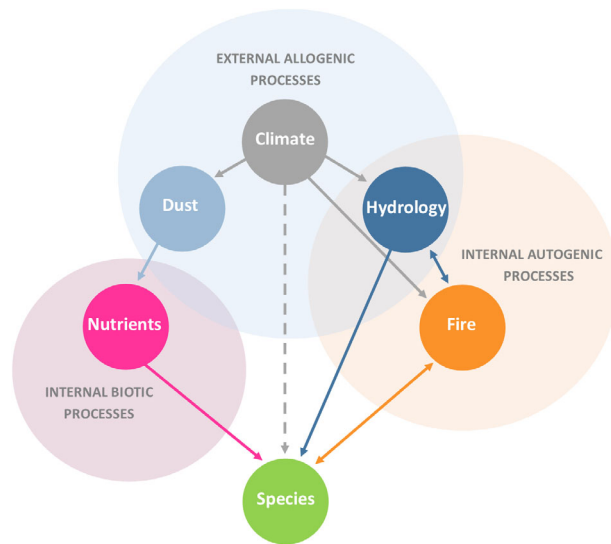 EXTERNAL ALLOGENIC
PROCESSES
Climate
Dust
Hydrology
INTERNAL AUTOGENIC
PROCESSES
Nutrients
Fire
INTERNAL BIOTIC
PROCESSES
Species